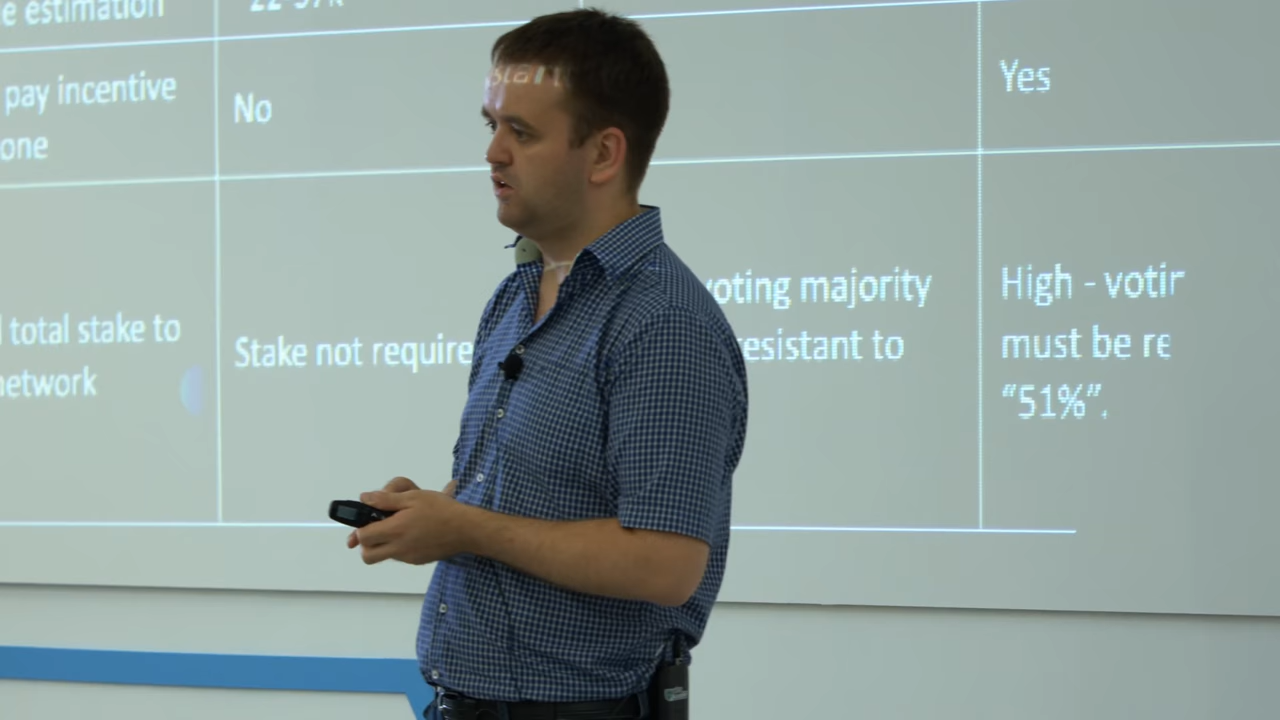 e estimation
pay incentive
one
No
Yes
total stake to
network
Stake not require
voting majority
resistant to
High - votir
must be re
“51%”.